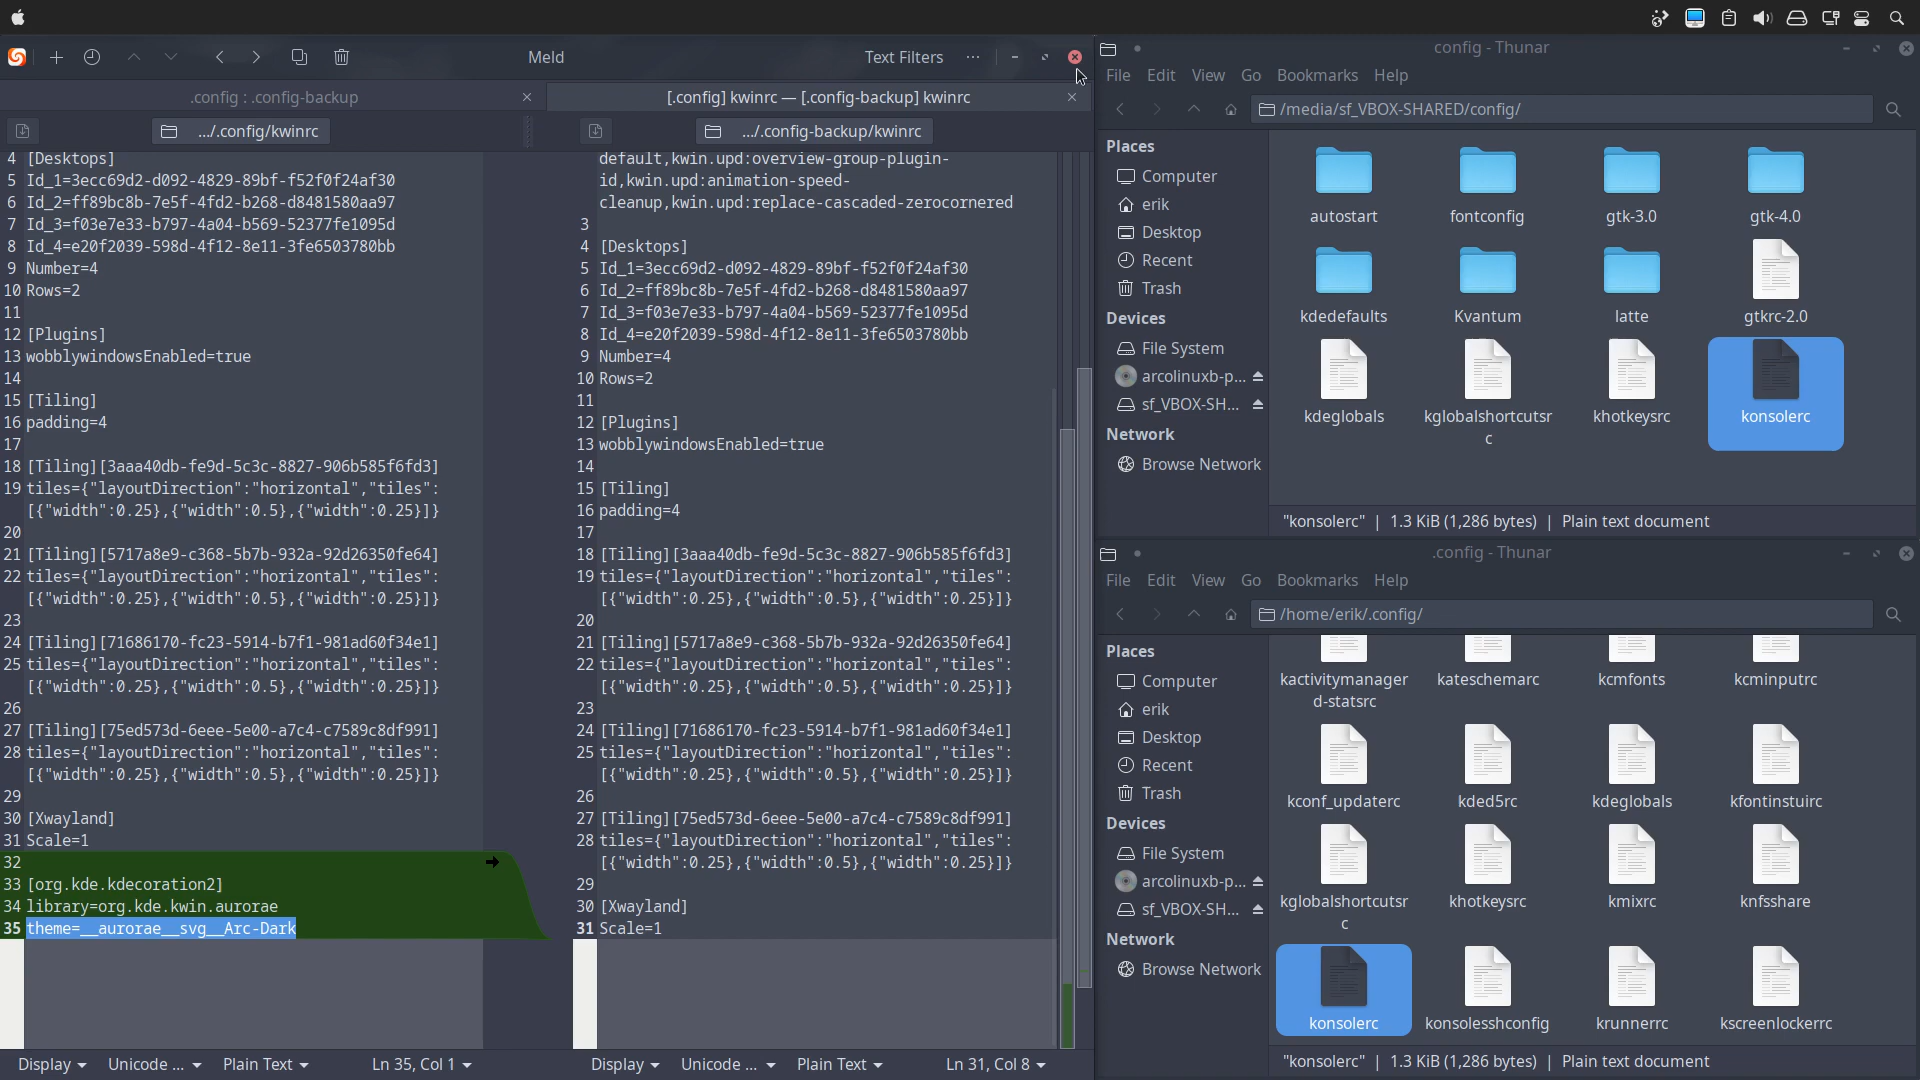 Meld
Text Filters
.config : .config-backup
[.config] kwinrc — [.config-backup] kwinrc
.../.config/kwinrc
.../.config-backup/kwinrc
4 [Desktops]
5 Id_1=3ecc69d2-d092-4829-89bf-f52f0f24af30
6 Id_2=ff89bc8b-7e5f-4fd2-b268-d8481580aa97
7 Id_3=f03e7e33-b797-4a04-b569-52377fe1095d
8 Id_4=e20f2039-598d-4f12-8e11-3fe6503780bb
9 Number=4
10 Rows=2
11
12 [Plugins]
13 wobblywindowsEnabled=true
14
15 [Tiling]
16 padding=4
17
18 [Tiling][3aaa40db-fe9d-5c3c-8827-906b585f6fd3]
19 tiles={"layoutDirection":"horizontal","tiles":
[{"width":0.25},{"width":0.5},{"width":0.25}]}
20
21 [Tiling][5717a8e9-c368-5b7b-932a-92d26350fe64]
22 tiles={"layoutDirection":"horizontal","tiles":
[{"width":0.25},{"width":0.5},{"width":0.25}]}
23
24 [Tiling][71686170-fc23-5914-b7f1-981ad60f34e1]
25 tiles={"layoutDirection":"horizontal","tiles":
[{"width":0.25},{"width":0.5},{"width":0.25}]}
26
27 [Tiling][75ed573d-6eee-5e00-a7c4-c7589c8df991]
28 tiles={"layoutDirection":"horizontal","tiles":
[{"width":0.25},{"width":0.5},{"width":0.25}]}
29
30 [Xwayland]
31 Scale=1
32
33 [org.kde.kdecoration2]
34 library=org.kde.kwin.aurorae
35 theme=__aurorae__svg__Arc-Dark
Display
Unicode ...
Plain Text
Ln 35, Col 1
default,kwin.upd:overview-group-plugin-
id,kwin.upd:animation-speed-
cleanup,kwin.upd:replace-cascaded-zerocornered
3
4 [Desktops]
5 Id_1=3ecc69d2-d092-4829-89bf-f52f0f24af30
6 Id_2=ff89bc8b-7e5f-4fd2-b268-d8481580aa97
7 Id_3=f03e7e33-b797-4a04-b569-52377fe1095d
8 Id_4=e20f2039-598d-4f12-8e11-3fe6503780bb
9 Number=4
10 Rows=2
11
12 [Plugins]
13 wobblywindowsEnabled=true
14
15 [Tiling]
16 padding=4
17
18 [Tiling][3aaa40db-fe9d-5c3c-8827-906b585f6fd3]
19 tiles={"layoutDirection":"horizontal","tiles":
[{"width":0.25},{"width":0.5},{"width":0.25}]}
20
21 [Tiling][5717a8e9-c368-5b7b-932a-92d26350fe64]
22 tiles={"layoutDirection":"horizontal","tiles":
[{"width":0.25},{"width":0.5},{"width":0.25}]}
23
24 [Tiling][71686170-fc23-5914-b7f1-981ad60f34e1]
25 tiles={"layoutDirection":"horizontal","tiles":
[{"width":0.25},{"width":0.5},{"width":0.25}]}
26
27 [Tiling][75ed573d-6eee-5e00-a7c4-c7589c8df991]
28 tiles={"layoutDirection":"horizontal","tiles":
[{"width":0.25},{"width":0.5},{"width":0.25}]}
29
30 [Xwayland]
31 Scale=1
Display
Unicode ...
Plain Text
Ln 31, Col 8
config - Thunar
File Edit View Go Bookmarks Help
/media/sf_VBOX-SHARED/config/
Places
Computer
erik
Desktop
Recent
Trash
Devices
File System
arcolinuxb-p...
sf_VBOX-SH...
Network
Browse Network
autostart
fontconfig
gtk-3.0
gtk-4.0
kdedefaults
Kvantum
latte
gtkrc-2.0
kdeglobals
kglobalshortcutsr
c
khotkeysrc
konsolerc
"konsolerc" | 1.3 KiB (1,286 bytes) | Plain text document
.config - Thunar
File Edit View Go Bookmarks Help
/home/erik/.config/
Places
Computer
erik
Desktop
Recent
Trash
Devices
File System
arcolinuxb-p...
sf_VBOX-SH...
Network
Browse Network
kactivitymanager
d-statsrc
kateschemarc
kcmfonts
kcminputrc
kconf_updaterc
kded5rc
kdeglobals
kfontinstuirc
kglobalshortcutsr
c
khotkeysrc
kmixrc
knfsshare
konsolerc
konsolesshconfig
krunnerrc
kscreenlockerrc
"konsolerc" | 1.3 KiB (1,286 bytes) | Plain text document